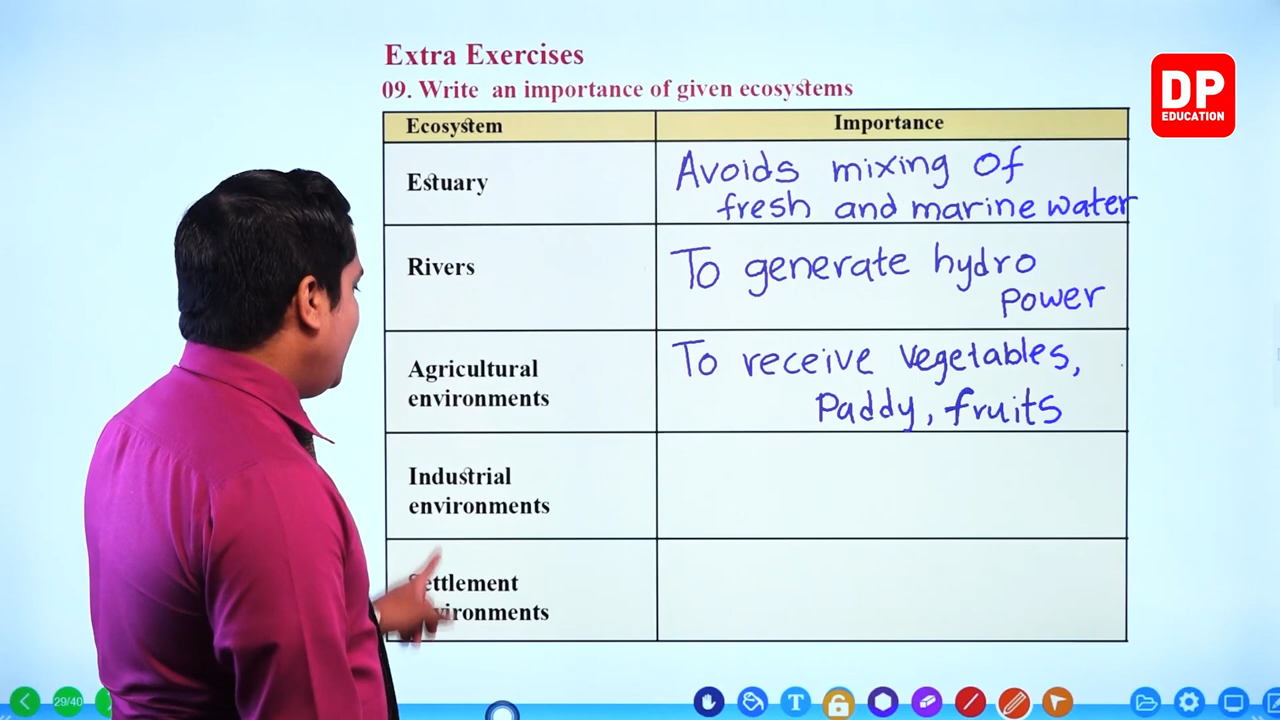 Extra Exercises
09. Write an importance of given ecosystems
Ecosystem
Importance
Estuary
Avoids mixing of
fresh and marine water
Rivers
To generate hydro
power
Agricultural
environments
To receive vegetables,
Paddy, fruits
Industrial
environments
Settlement
environments
DP
EDUCATION
29/40
T